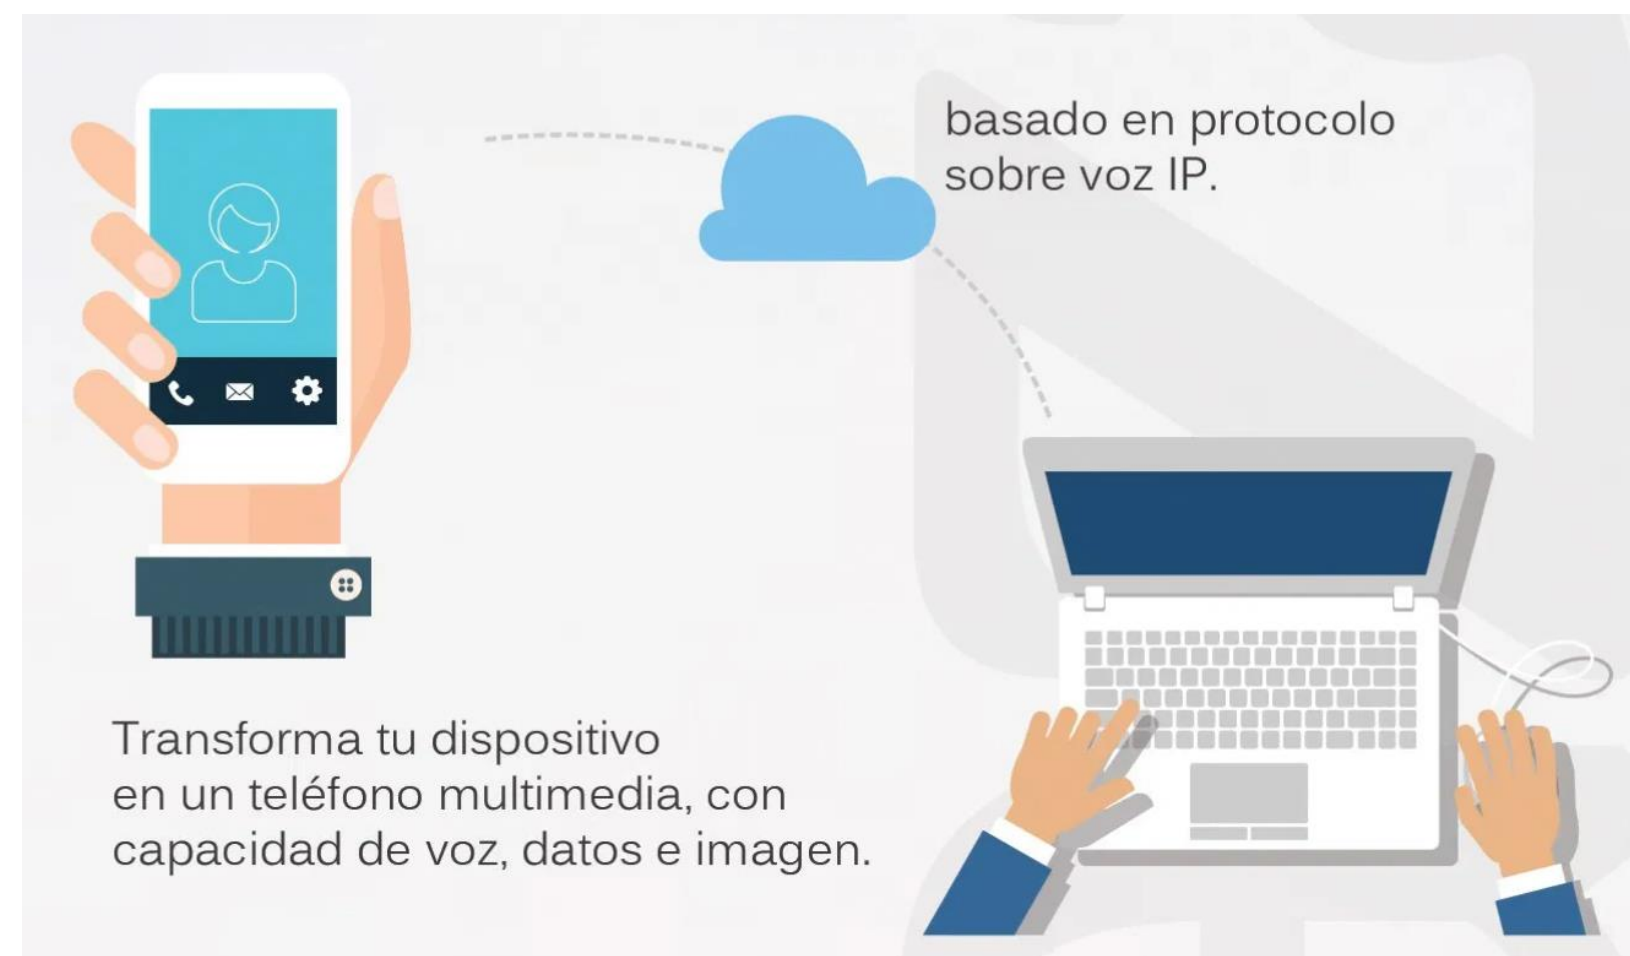 Transforma tu dispositivo
en un teléfono multimedia, con
capacidad de voz, datos e imagen.
basado en protocolo
sobre voz IP.